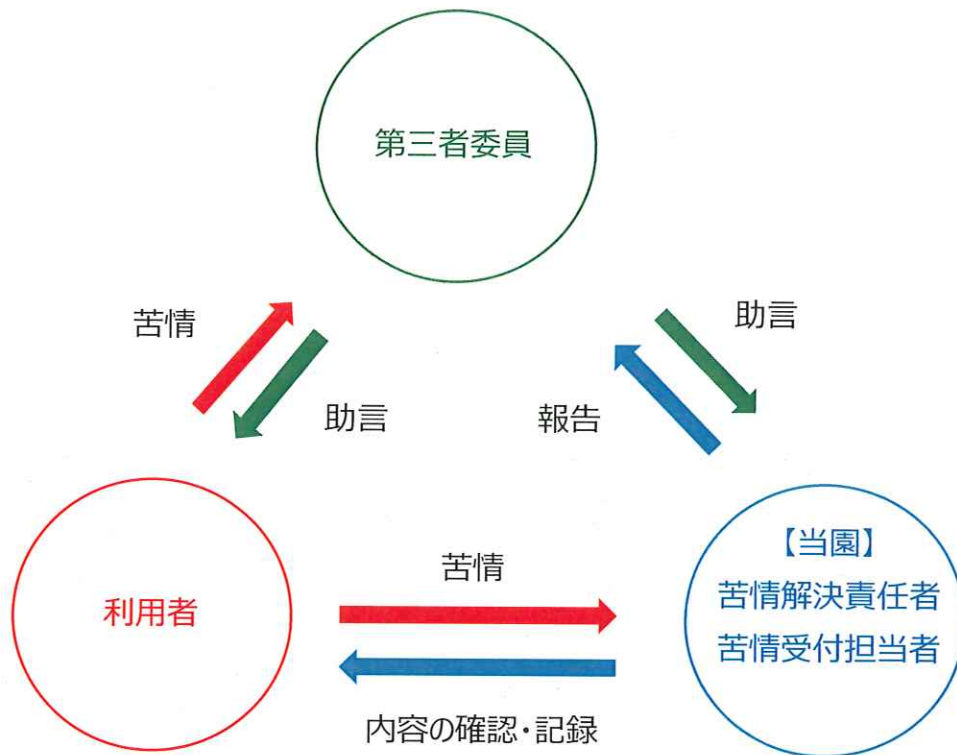 第三者委員
苦情
助言
助言
報告
【当園】
苦情解決責任者
苦情受付担当者
利用者
苦情
内容の確認・記録